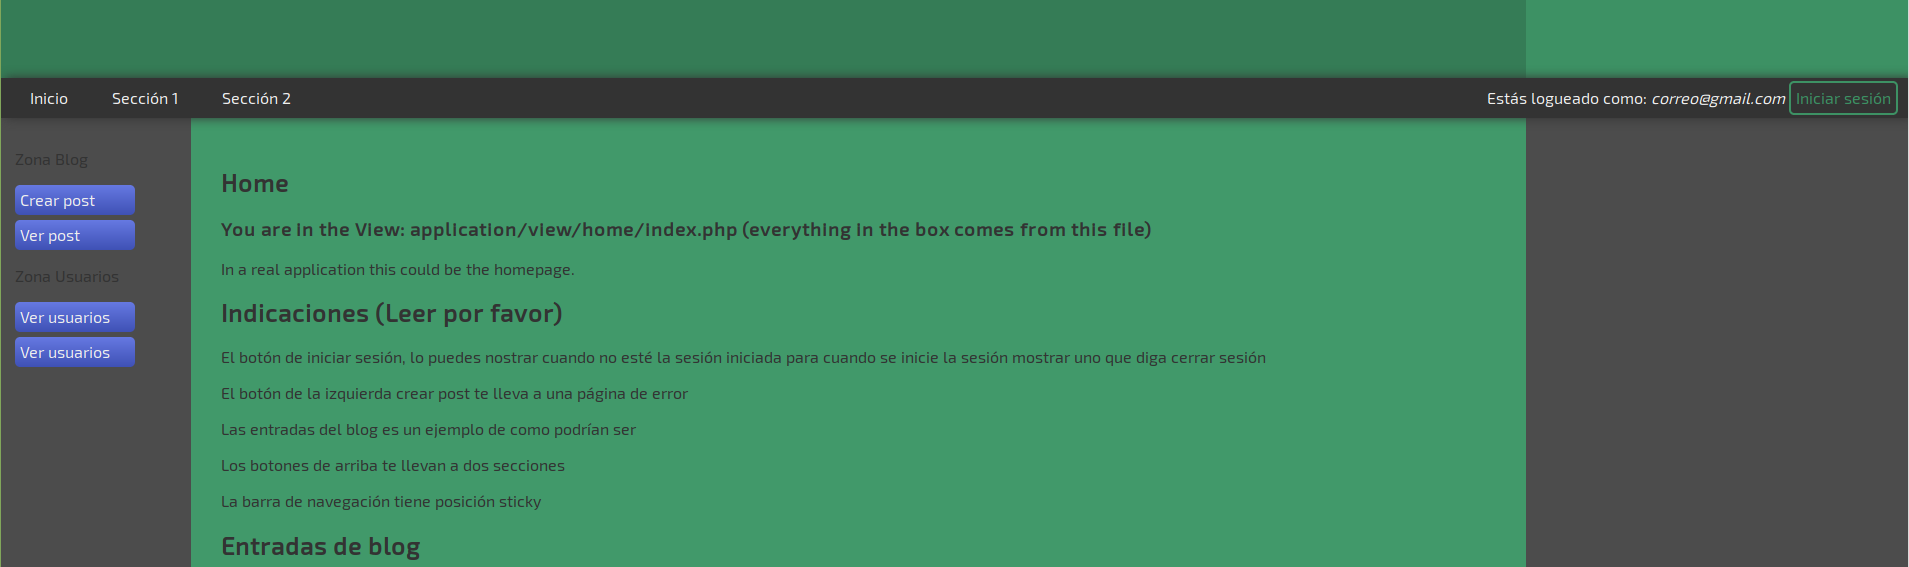 Inicio Sección 1 Sección 2 Estás logueado como: correo@gmail.com Iniciar sesión
Zona Blog
Crear post
Ver post
Zona Usuarios
Ver usuarios
Ver usuarios
Home
You are in the View: application/view/home/index.php (everything in the box comes from this file)
In a real application this could be the homepage.
Indicaciones (Leer por favor)
El botón de iniciar sesión, lo puedes nostrar cuando no esté la sesión iniciada para cuando se inicie la sesión mostrar uno que diga cerrar sesión
El botón de la izquierda crear post te lleva a una página de error
Las entradas del blog es un ejemplo de como podrían ser
Los botones de arriba te llevan a dos secciones
La barra de navegación tiene posición sticky
Entradas de blog